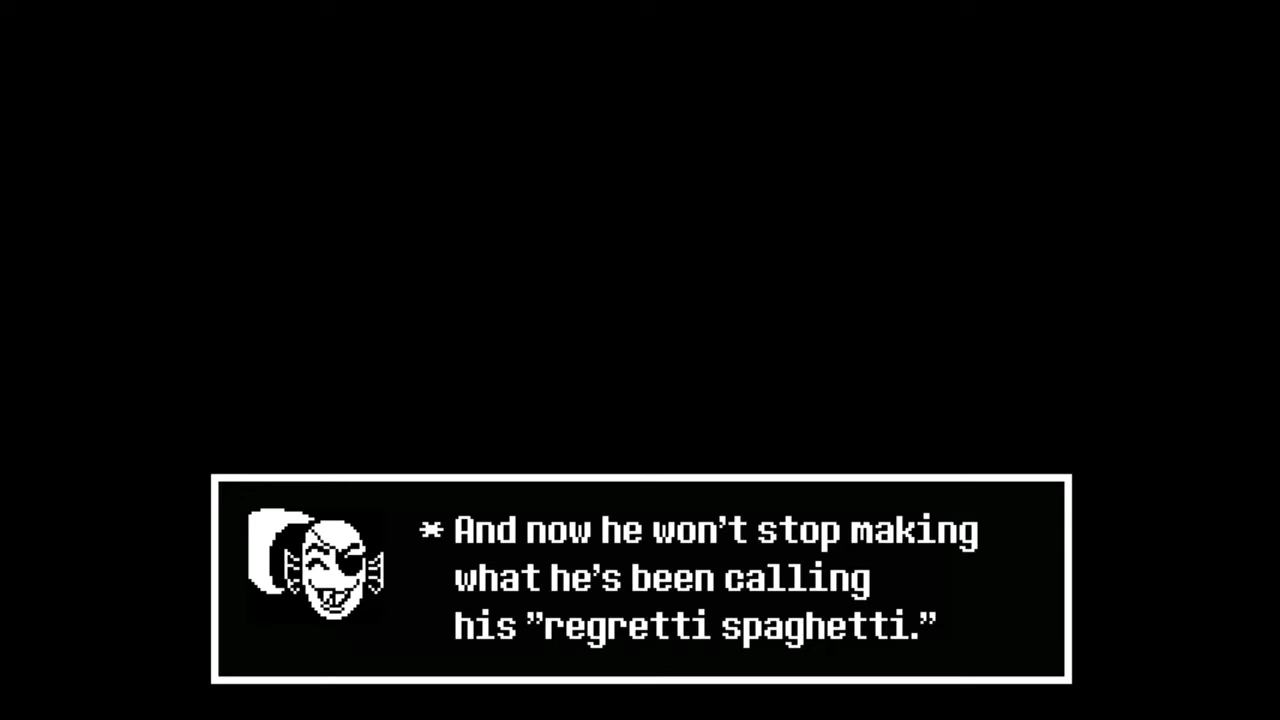 * And now he won't stop making
what he's been calling
his "regretti spaghetti."